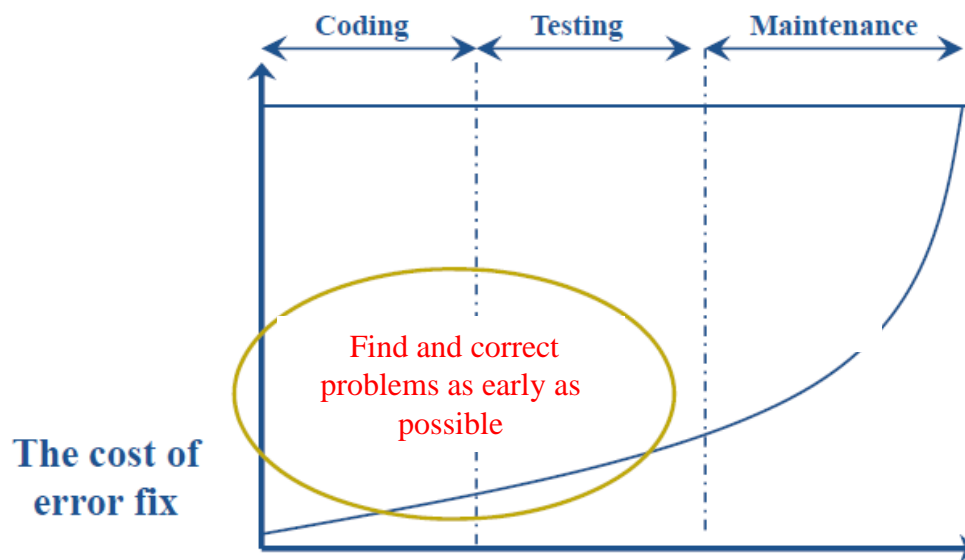 Coding Testing Maintenance
Find and correct
problems as early as
possible
The cost of
error fix